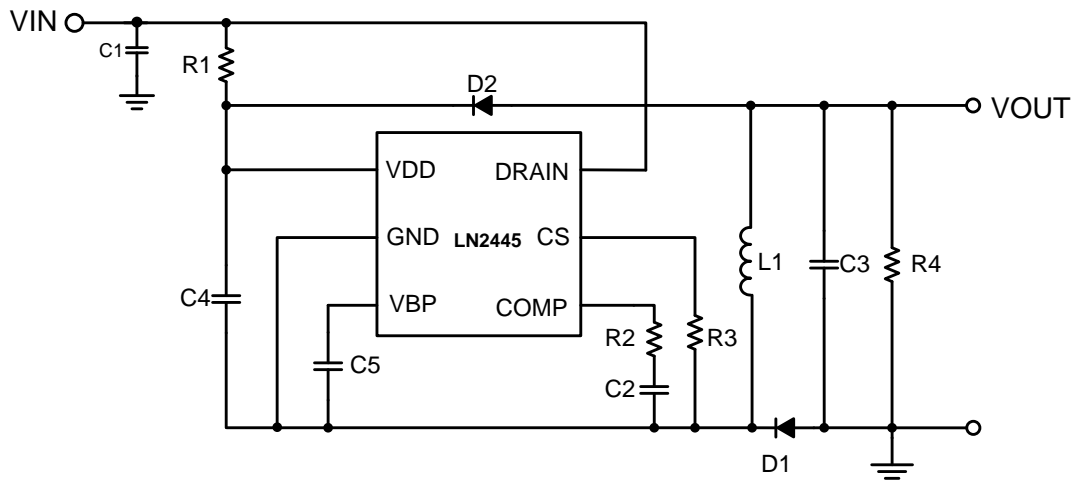 VIN
C1
R1
D2
VOUT
VDD
DRAIN
GND
LN2445
CS
L1
C3
R4
C4
VBP
COMP
R2
R3
C5
C2
D1